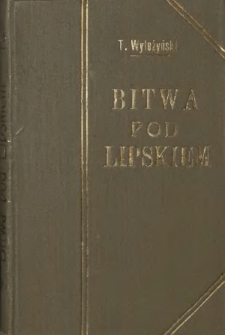 T. Wyleżyński
BITWA
POD
LIPSKIEM